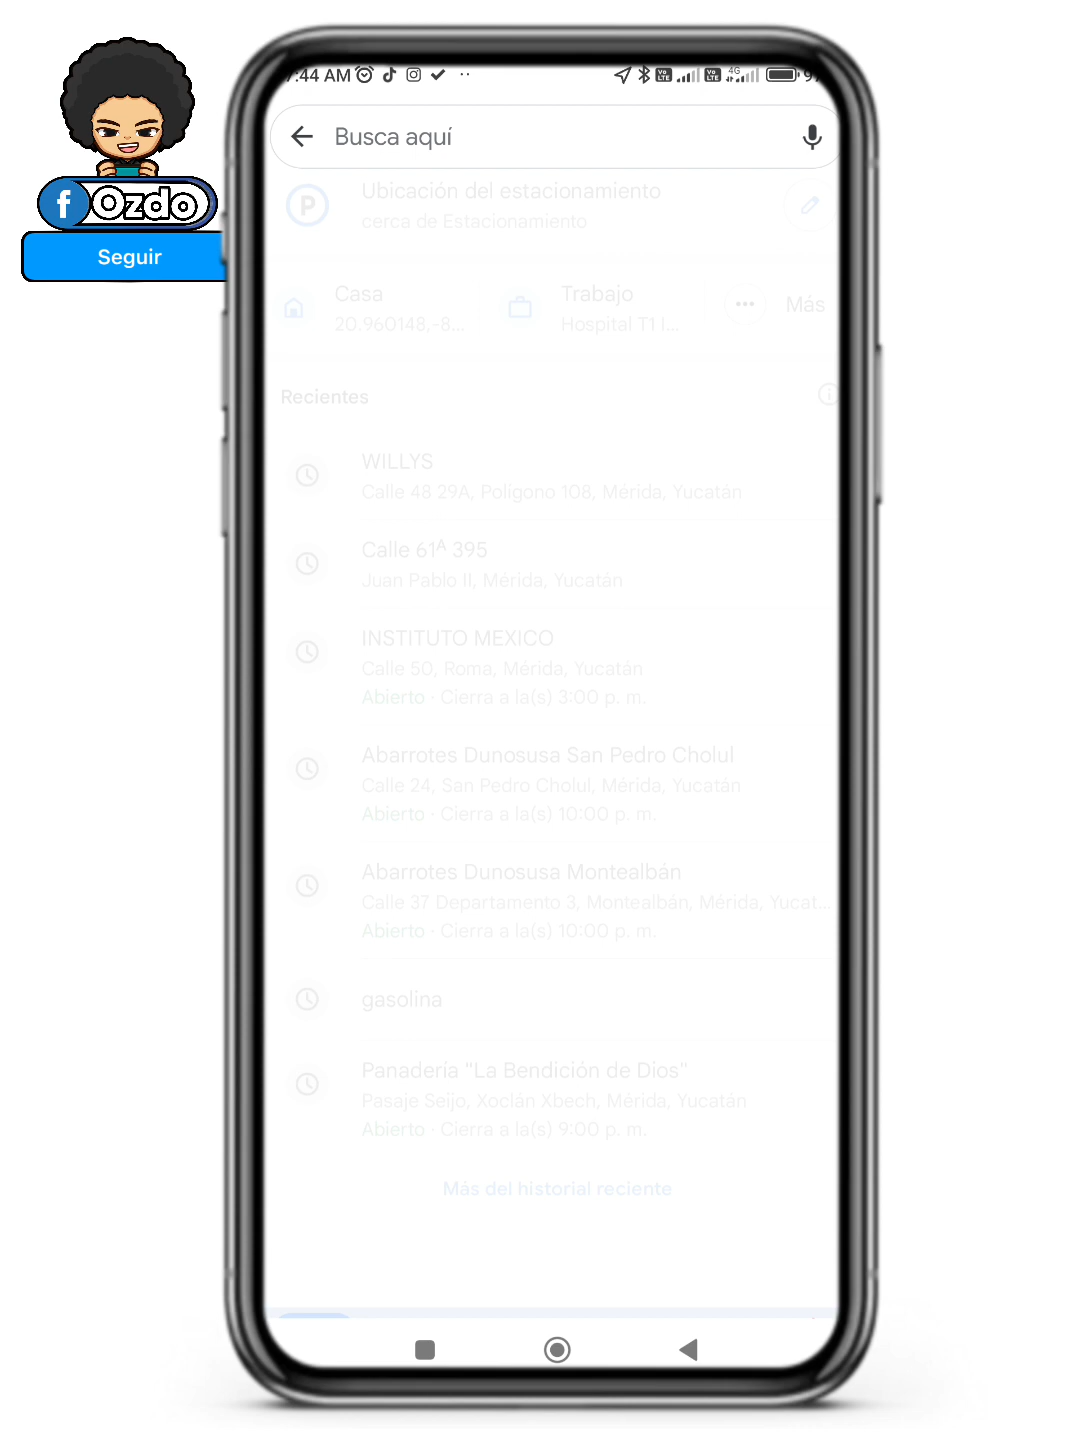 f Ozdo
Seguir
7:44 AM
Vo LTE
Vo LTE
4G
Busca aquí
P
Ubicación del estacionamiento
cerca de Estacionamiento
Casa
20.960148,-8...
Trabajo
Hospital T1 I...
Más
Recientes
WILLYS
Calle 48 29A, Polígono 108, Mérida, Yucatán
Calle 61ᴬ 395
Juan Pablo II, Mérida, Yucatán
INSTITUTO MEXICO
Calle 50, Roma, Mérida, Yucatán
Abierto · Cierra a la(s) 3:00 p. m.
Abarrotes Dunosusa San Pedro Cholul
Calle 24, San Pedro Cholul, Mérida, Yucatán
Abierto · Cierra a la(s) 10:00 p. m.
Abarrotes Dunosusa Montealbán
Calle 37 Departamento 3, Montealbán, Mérida, Yucat...
Abierto · Cierra a la(s) 10:00 p. m.
gasolina
Panadería "La Bendición de Dios"
Pasaje Seijo, Xoclán Xbech, Mérida, Yucatán
Abierto · Cierra a la(s) 9:00 p. m.
Más del historial reciente